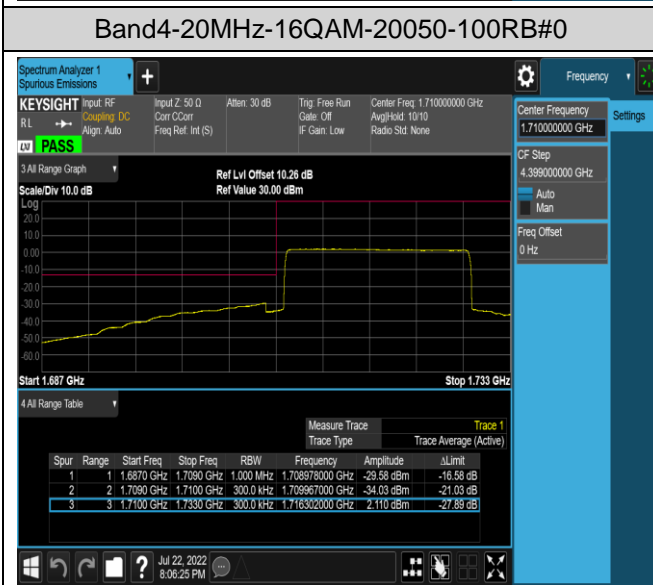 Band4-20MHz-16QAM-20050-100RB#0
Spectrum Analyzer 1
Spurious Emissions
+
Frequency
KEYSIGHT
RL
Input: RF
Coupling: DC
Align: Auto
Input Z: 50 Ω
Corr CCorr
Freq Ref: Int (S)
Atten: 30 dB
Trig: Free Run
Gate: Off
IF Gain: Low
Center Freq: 1.710000000 GHz
Avg|Hold: 10/10
Radio Std: None
LXI PASS
Center Frequency
1.710000000 GHz
Settings
CF Step
4.399000000 GHz
Auto
Man
Freq Offset
0 Hz
3 All Range Graph
Scale/Div 10.0 dB
Ref Lvl Offset 10.26 dB
Ref Value 30.00 dBm
Log
20.0
10.0
0.00
-10.0
-20.0
-30.0
-40.0
-50.0
-60.0
Start 1.687 GHz
Stop 1.733 GHz
4 All Range Table
Measure Trace Trace 1
Trace Type Trace Average (Active)
Spur Range Start Freq Stop Freq RBW Frequency Amplitude ΔLimit
1 1 1.6870 GHz 1.7090 GHz 1.000 MHz 1.708978000 GHz -29.58 dBm -16.58 dB
2 2 1.7090 GHz 1.7100 GHz 300.0 kHz 1.709967000 GHz -34.03 dBm -21.03 dB
3 3 1.7100 GHz 1.7330 GHz 300.0 kHz 1.716302000 GHz 2.110 dBm -27.89 dB
?
Jul 22, 2022
8:06:25 PM